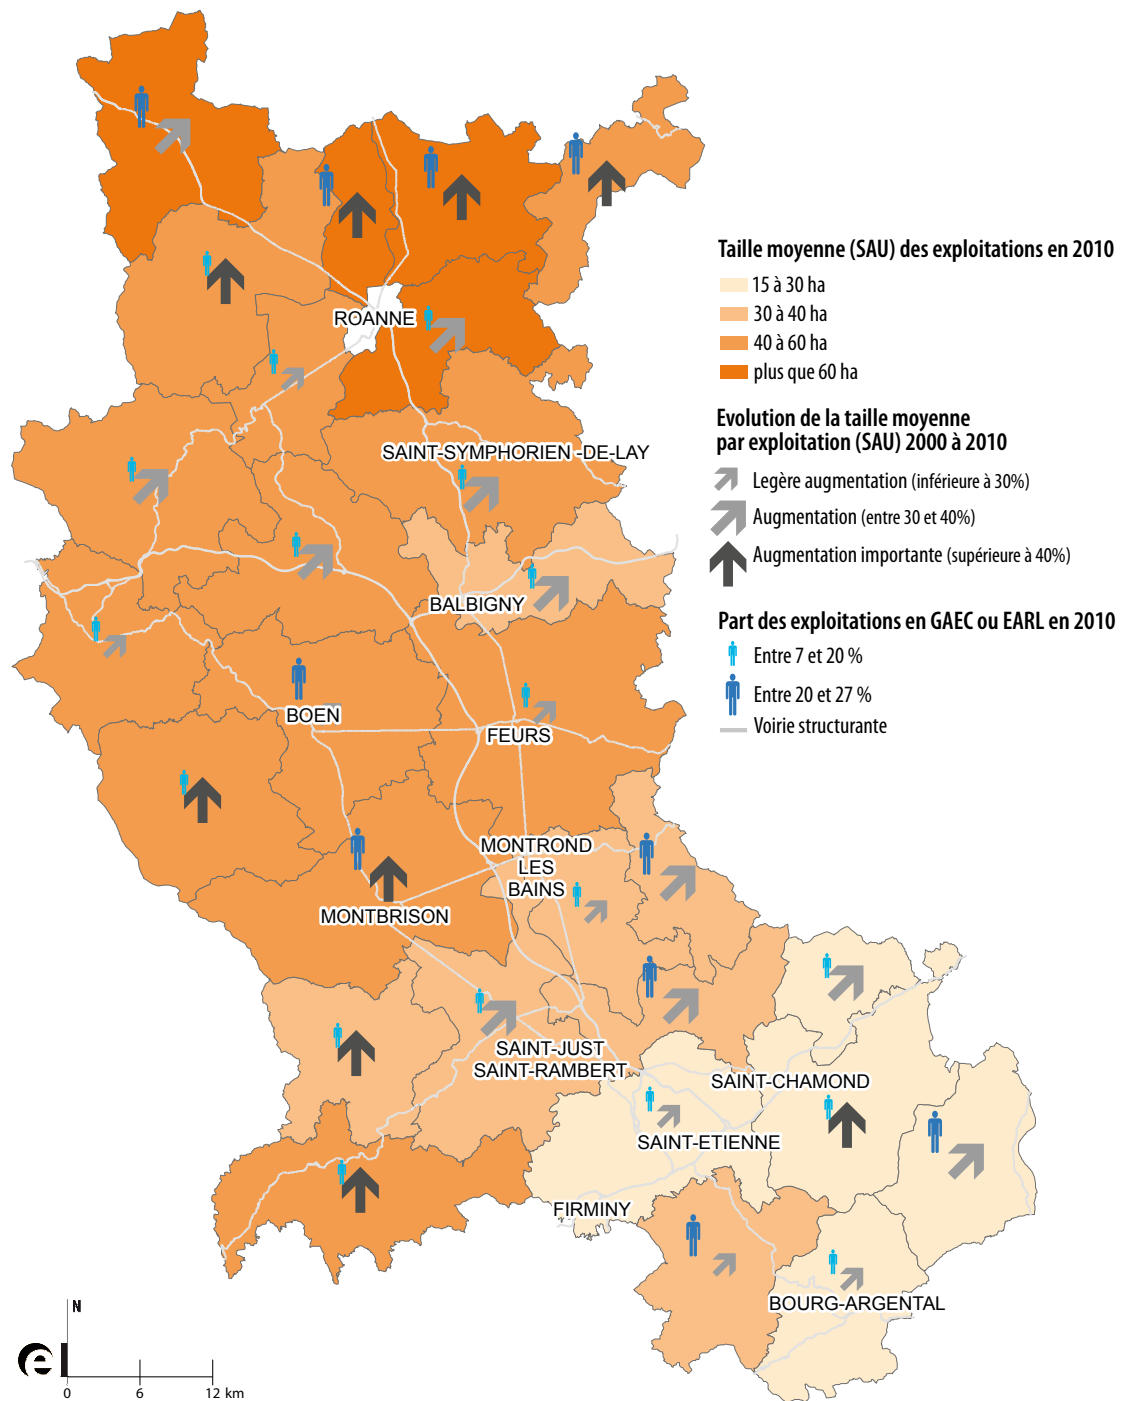 ROANNE
SAINT-SYMPHORIEN -DE-LAY
BALBIGNY
BOEN
FEURS
MONTROND
LES
BAINS
MONTBRISON
SAINT-JUST
SAINT-RAMBERT
SAINT-CHAMOND
SAINT-ETIENNE
FIRMINY
BOURG-ARGENTAL
Taille moyenne (SAU) des exploitations en 2010
15 à 30 ha
30 à 40 ha
40 à 60 ha
plus que 60 ha
Evolution de la taille moyenne
par exploitation (SAU) 2000 à 2010
Legère augmentation (inférieure à 30%)
Augmentation (entre 30 et 40%)
Augmentation importante (supérieure à 40%)
Part des exploitations en GAEC ou EARL en 2010
Entre 7 et 20 %
Entre 20 et 27 %
Voirie structurante
N
0 6 12 km